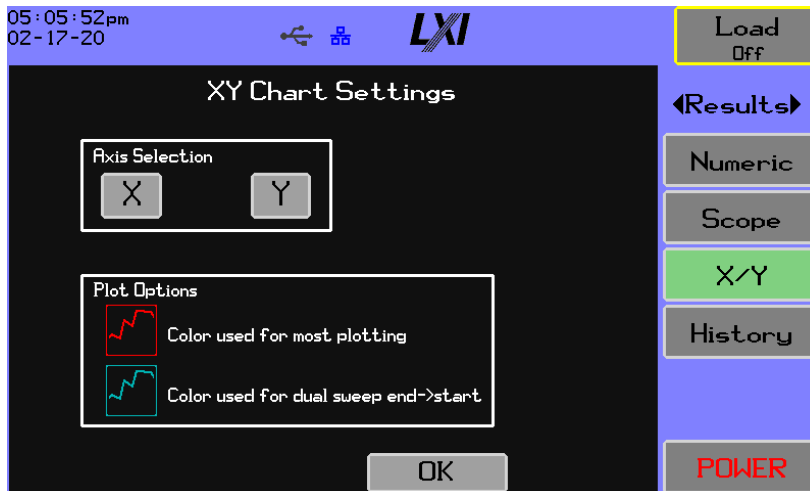 05:05:52pm
02-17-20
LXI
Load
Off
XY Chart Settings
Results
Axis Selection
X
Y
Numeric
Scope
X/Y
History
Plot Options
Color used for most plotting
Color used for dual sweep end->start
OK
POWER